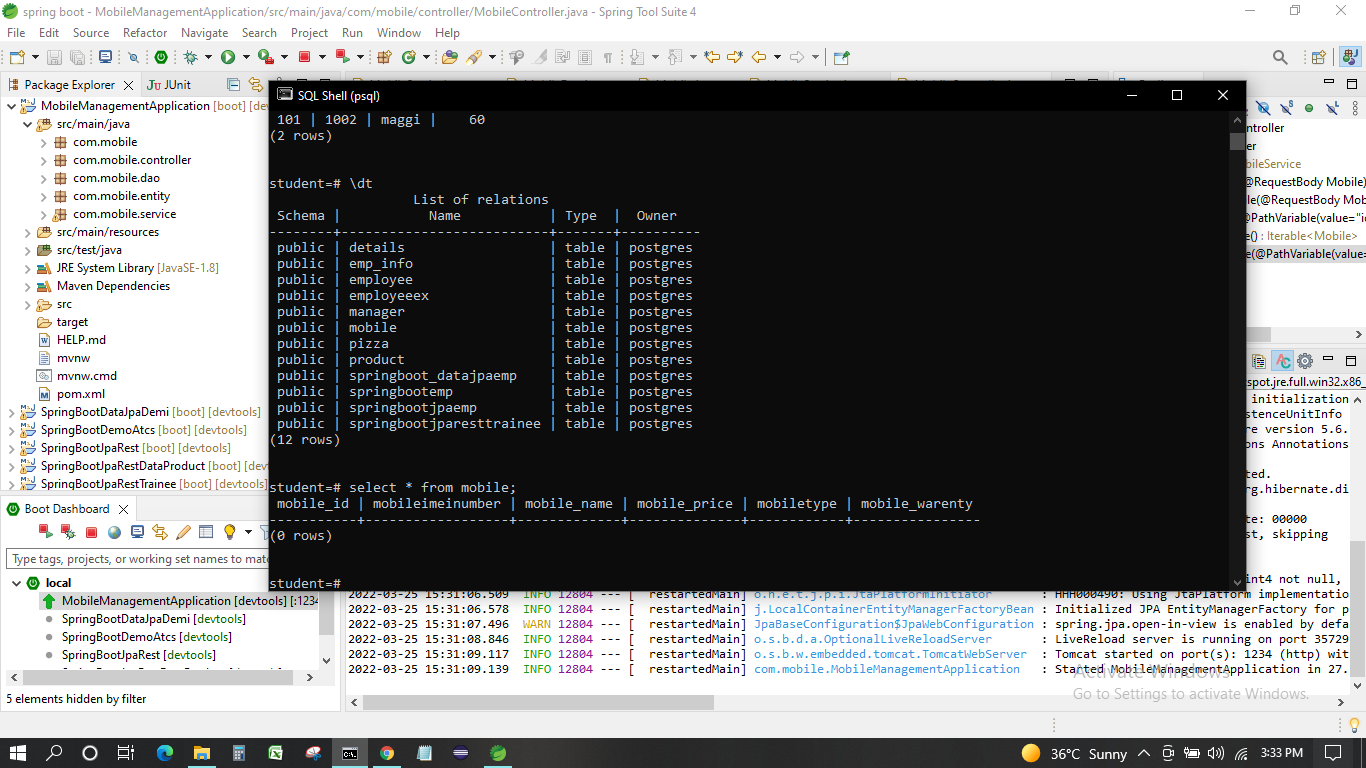 spring boot - MobileManagementApplication/src/main/java/com/mobile/controller/MobileController.java - Spring Tool Suite 4
File Edit Source Refactor Navigate Search Project Run Window Help
Package Explorer
JUnit
MobileManagementApplication [boot] [dev
src/main/java
com.mobile
com.mobile.controller
com.mobile.dao
com.mobile.entity
com.mobile.service
src/main/resources
src/test/java
JRE System Library [JavaSE-1.8]
Maven Dependencies
src
target
HELP.md
mvnw
mvnw.cmd
pom.xml
SpringBootDataJpaDemi [boot] [devtools]
SpringBootDemoAtcs [boot] [devtools]
SpringBootJpaRest [boot] [devtools]
SpringBootJpaRestDataProduct [boot] [dev
SpringBootJpaRestTrainee [boot] [devtools]
SQL Shell (psql)
101 | 1002 | maggi | 60
(2 rows)
student=# \dt
List of relations
Schema | Name | Type | Owner
--------+-------------------------+-------+----------
public | details | table | postgres
public | emp_info | table | postgres
public | employee | table | postgres
public | employeeex | table | postgres
public | manager | table | postgres
public | mobile | table | postgres
public | pizza | table | postgres
public | product | table | postgres
public | springboot_datajpaemp | table | postgres
public | springbootemp | table | postgres
public | springbootjpaemp | table | postgres
public | springbootjparesttrainee | table | postgres
(12 rows)
student=# select * from mobile;
mobile_id | mobileimeinumber | mobile_name | mobile_price | mobiletype | mobile_warenty
-----------+------------------+-------------+--------------+------------+----------------
(0 rows)
student=#
ntroller
er
bileService
@RequestBody Mobile)
le(@RequestBody Mob
@PathVariable(value="i
e() : Iterable<Mobile>
e(@PathVariable(value=
spot.jre.full.win32.x86_
initialization
stenceUnitInfo
re version 5.6.
ons Annotations
ted.
rg.hibernate.di
te: 00000
st, skipping
int4 not null,
Boot Dashboard
Type tags, projects, or working set names to mat
local
MobileManagementApplication [devtools] [:1234
SpringBootDataJpaDemi [devtools]
SpringBootDemoAtcs [devtools]
SpringBootJpaRest [devtools]
5 elements hidden by filter
2022-03-25 15:31:06.509 INFO 12804 --- [ restartedMain] o.h.e.t.j.p.i.JtaPlatformInitiator : HHH000490: Using JtaPlatform implementatio
2022-03-25 15:31:06.578 INFO 12804 --- [ restartedMain] j.LocalContainerEntityManagerFactoryBean : Initialized JPA EntityManagerFactory for p
2022-03-25 15:31:07.496 WARN 12804 --- [ restartedMain] JpaBaseConfiguration$JpaWebConfiguration : spring.jpa.open-in-view is enabled by defa
2022-03-25 15:31:08.846 INFO 12804 --- [ restartedMain] o.s.b.d.a.OptionalLiveReloadServer : LiveReload server is running on port 35729
2022-03-25 15:31:09.117 INFO 12804 --- [ restartedMain] o.s.b.w.embedded.tomcat.TomcatWebServer : Tomcat started on port(s): 1234 (http) wit
2022-03-25 15:31:09.139 INFO 12804 --- [ restartedMain] com.mobile.MobileManagementApplication : Started MobileManagementApplication in 27.
Activate Windows
Go to Settings to activate Windows.
36°C Sunny
3:33 PM